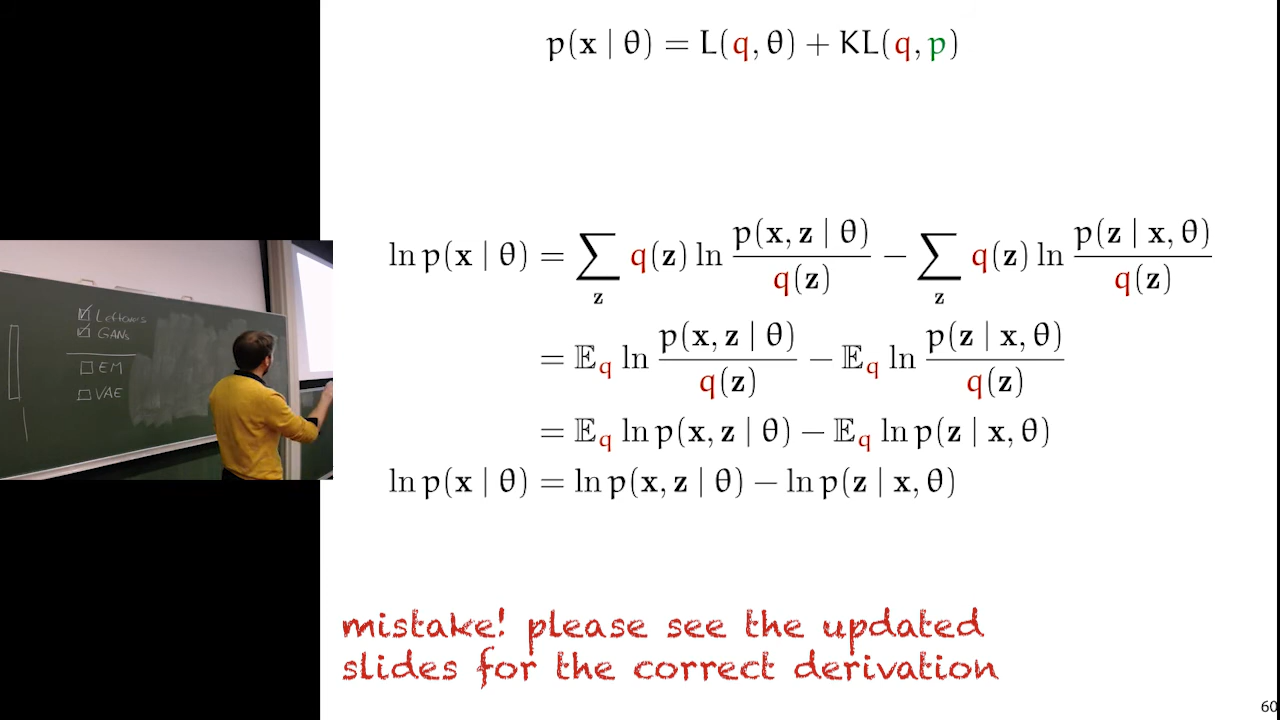 p(x | θ) = L(q, θ) + KL(q, p)
ln p(x | θ) = ∑_z q(z) ln p(x, z | θ) / q(z) − ∑_z q(z) ln p(z | x, θ) / q(z)
= 𝔼_q ln p(x, z | θ) / q(z) − 𝔼_q ln p(z | x, θ) / q(z)
= 𝔼_q ln p(x, z | θ) − 𝔼_q ln p(z | x, θ)
ln p(x | θ) = ln p(x, z | θ) − ln p(z | x, θ)
Leftovers
GANs
EM
VAE
mistake! please see the updated
slides for the correct derivation
60